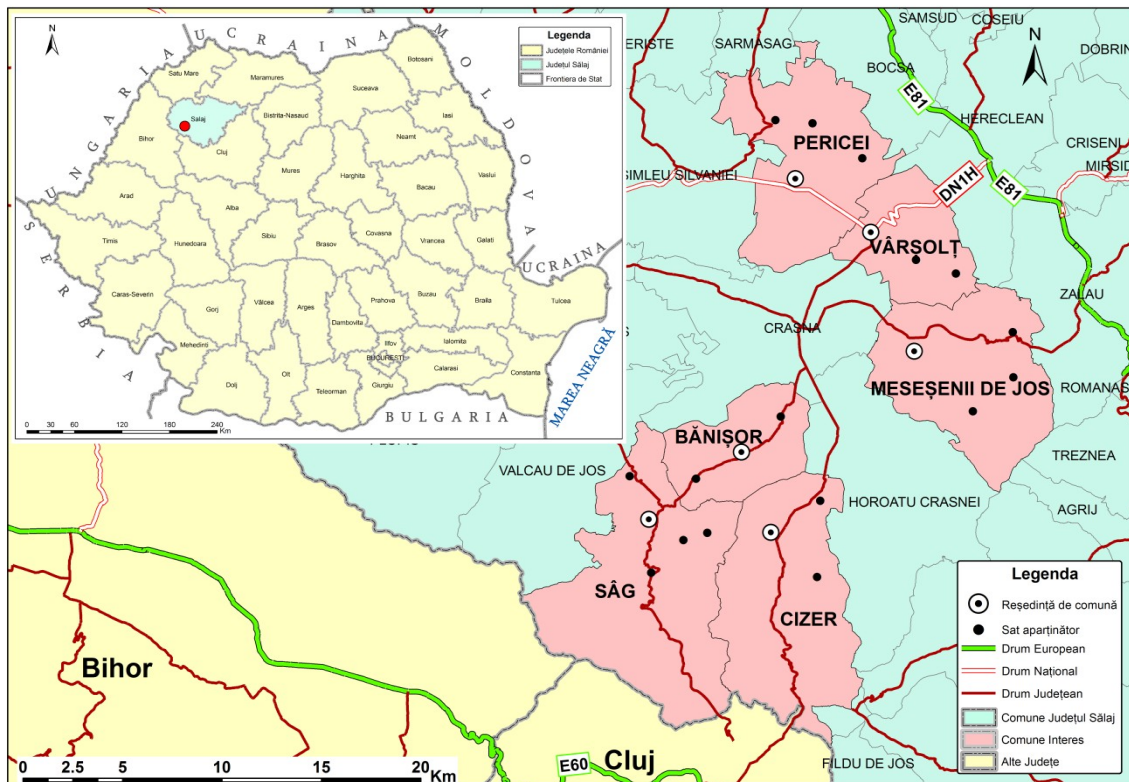 N
Legenda
Județele României
Județul Sălaj
Frontiera de Stat
UCRAINA
MOLDOVA
UNGARIA
SERBIA
BULGARIA
UCRAINA
MAREA NEAGRĂ
Satu Mare
Maramures
Botosani
Suceava
Salaj
Bistrita-Nasaud
Iasi
Bihor
Cluj
Neamt
Mures
Harghita
Vaslui
Bacau
Arad
Alba
Timis
Hunedoara
Sibiu
Brasov
Covasna
Vrancea
Galati
Caras-Severin
Gorj
Vâlcea
Arges
Prahova
Buzau
Braila
Tulcea
Dambovita
Mehedinti
Ilfov
Ialomita
BUCURESTI
Calarasi
Dolj
Olt
Teleorman
Giurgiu
Constanta
0 30 60 120 180 240
Km
N
SAMSUD
COSEIU
ERISTE
SARMASAG
DOBRIN
BOCSA
E81
HERECLEAN
PERICEI
CRISENI
MIRSID
SIMLEU SILVANIEI
DN1H
E81
VÂRȘOLȚ
ZALAU
CRASNA
MESEȘENII DE JOS
ROMANAS
BĂNIȘOR
TREZNEA
VALCAU DE JOS
HOROATU CRASNEI
AGRIJ
SÂG
CIZER
Bihor
Cluj
E60
FILDU DE JOS
0 2.5 5 10 15 20
Km
Legenda
Reședință de comună
Sat aparținător
Drum European
Drum Național
Drum Județean
Comune Județul Sălaj
Comune Interes
Alte Județe